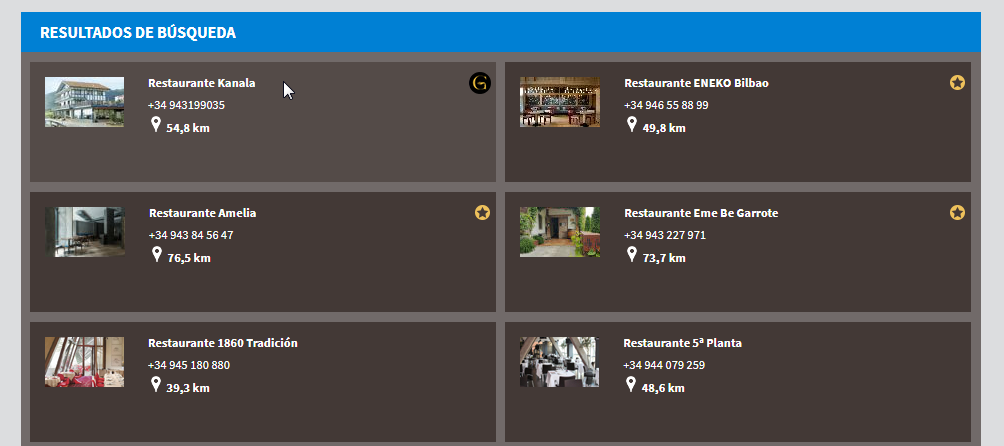 RESULTADOS DE BÚSQUEDA
Restaurante Kanala
+34 943199035
54,8 km
G
Restaurante ENEKO Bilbao
+34 946 55 88 99
49,8 km
Restaurante Amelia
+34 943 84 56 47
76,5 km
Restaurante Eme Be Garrote
+34 943 227 971
73,7 km
Restaurante 1860 Tradición
+34 945 180 880
39,3 km
Restaurante 5ª Planta
+34 944 079 259
48,6 km